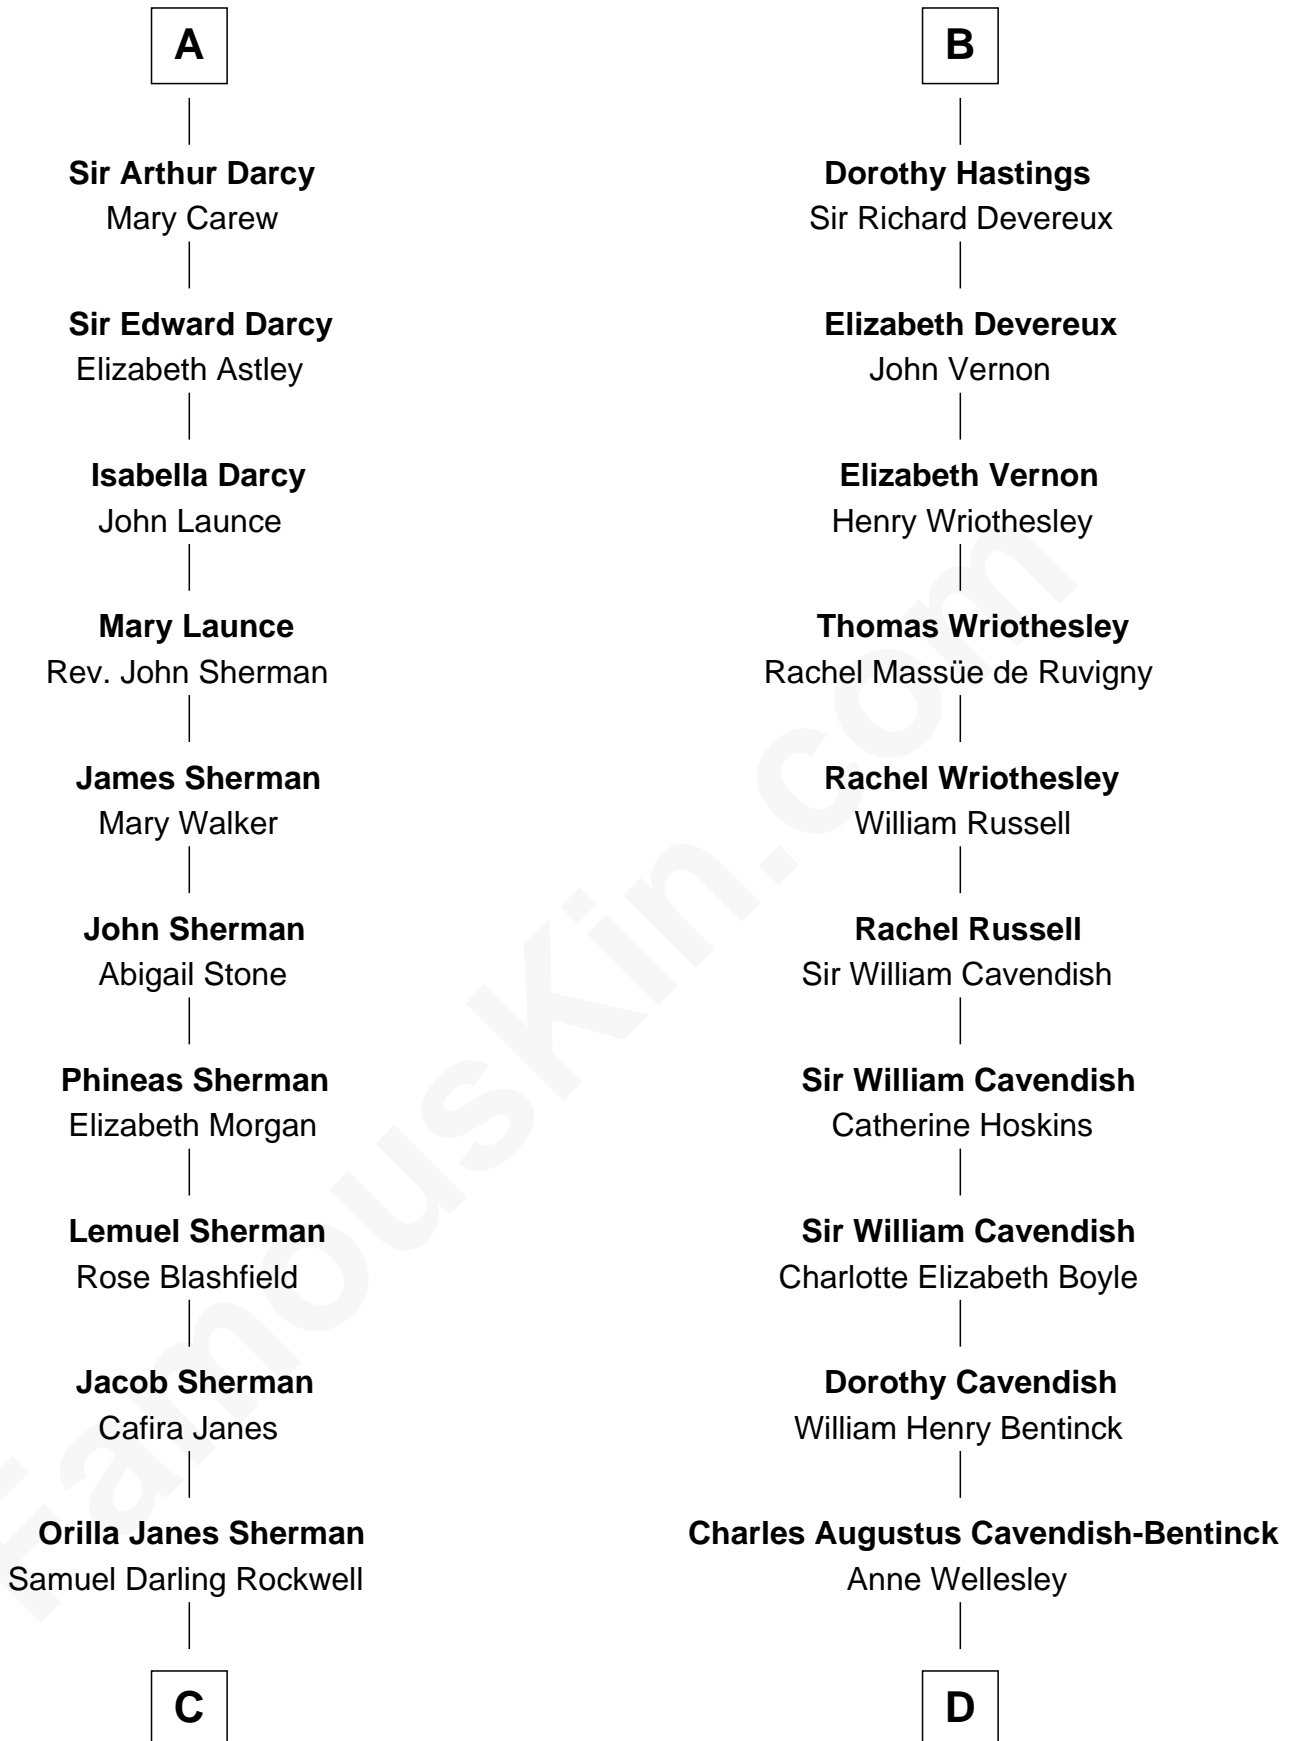 A
Sir Arthur Darcy
Mary Carew
Sir Edward Darcy
Elizabeth Astley
Isabella Darcy
John Launce
Mary Launce
Rev. John Sherman
James Sherman
Mary Walker
John Sherman
Abigail Stone
Phineas Sherman
Elizabeth Morgan
Lemuel Sherman
Rose Blashfield
Jacob Sherman
Cafira Janes
Orilla Janes Sherman
Samuel Darling Rockwell
C
B
Dorothy Hastings
Sir Richard Devereux
Elizabeth Devereux
John Vernon
Elizabeth Vernon
Henry Wriothesley
Thomas Wriothesley
Rachel Massüe de Ruvigny
Rachel Wriothesley
William Russell
Rachel Russell
Sir William Cavendish
Sir William Cavendish
Catherine Hoskins
Sir William Cavendish
Charlotte Elizabeth Boyle
Dorothy Cavendish
William Henry Bentinck
Charles Augustus Cavendish-Bentinck
Anne Wellesley
D
FamousKin.com